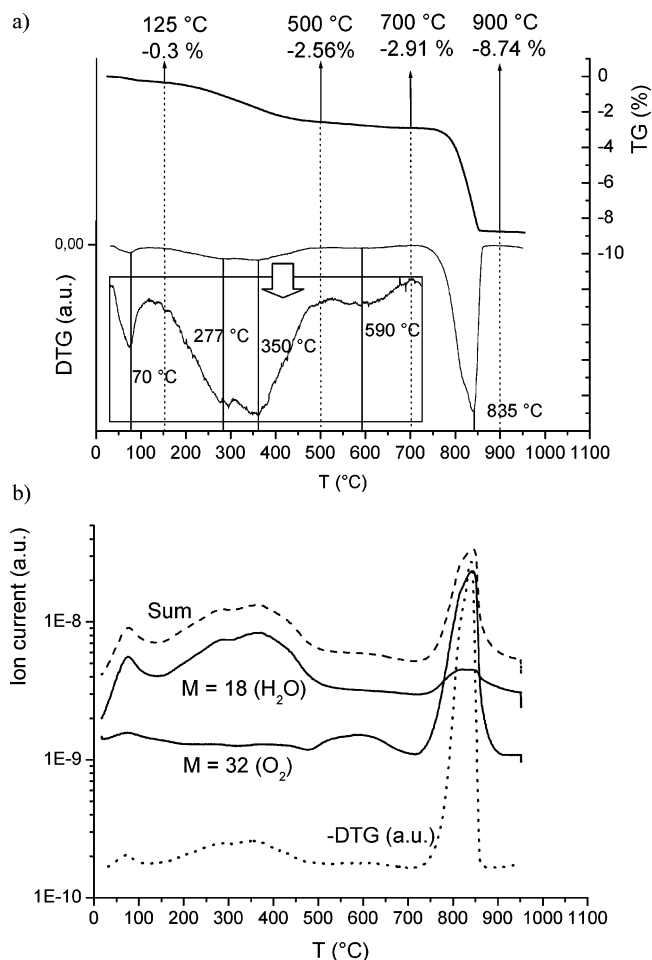 a)
125 °C 500 °C 700 °C 900 °C
-0.3 % -2.56% -2.91 % -8.74 %
0
-2
-4
-6
-8
-10
TG (%)
0,00
DTG (a.u.)
277 °C
350 °C
590 °C
70 °C
835 °C
0 100 200 300 400 500 600 700 800 900 1000 1100
T (°C)
b)
Ion current (a.u.)
1E-8
1E-9
1E-10
Sum
M = 18 (H₂O)
M = 32 (O₂)
-DTG (a.u.)
0 100 200 300 400 500 600 700 800 900 1000 1100
T (°C)